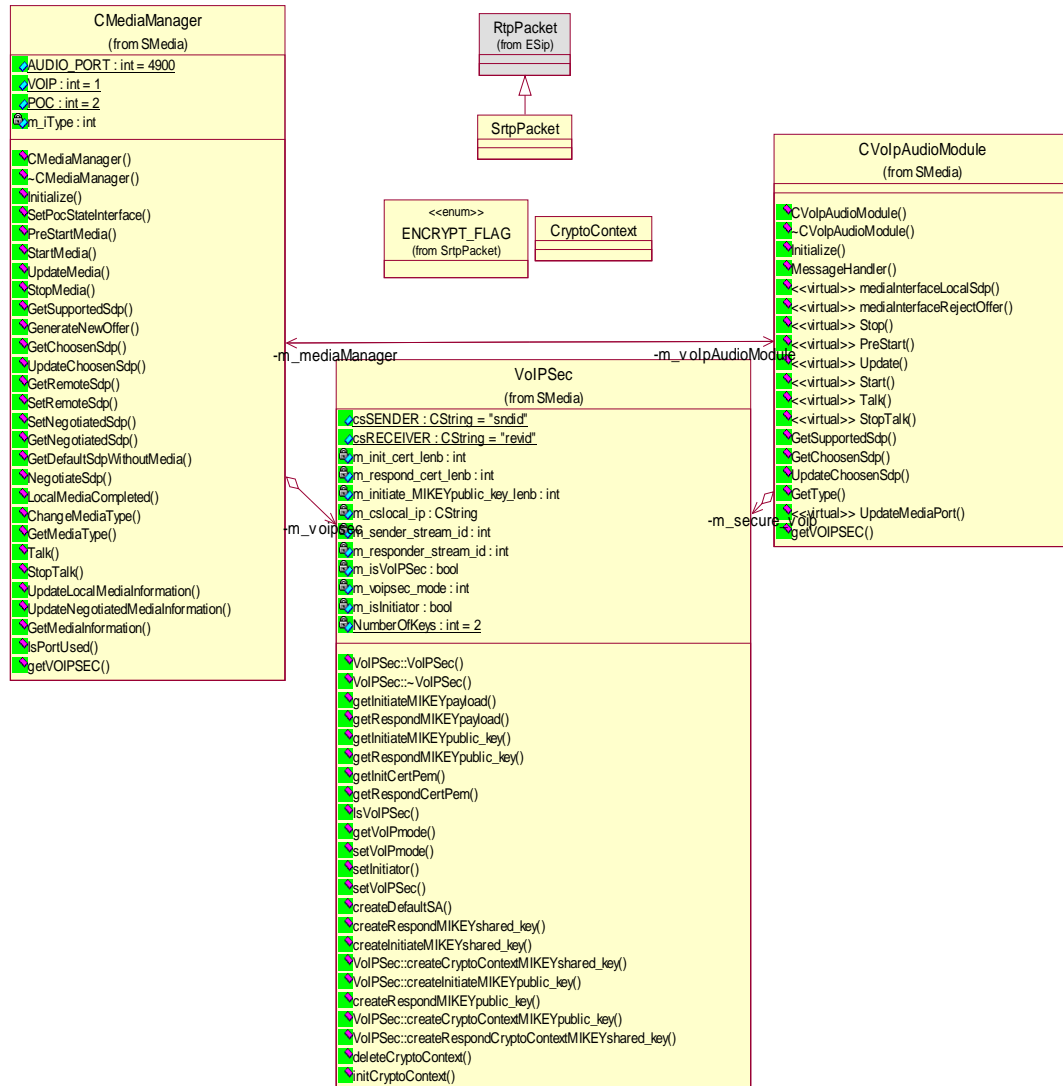 CMediaManager
(from SMedia)
AUDIO_PORT : int = 4900
VOIP : int = 1
POC : int = 2
m_iType : int
CMediaManager()
~CMediaManager()
Initialize()
SetPocStateInterface()
PreStartMedia()
StartMedia()
UpdateMedia()
StopMedia()
GetSupportedSdp()
GenerateNewOffer()
GetChoosenSdp()
UpdateChoosenSdp()
GetRemoteSdp()
SetRemoteSdp()
SetNegotiatedSdp()
GetNegotiatedSdp()
GetDefaultSdpWithoutMedia()
NegotiateSdp()
LocalMediaCompleted()
ChangeMediaType()
GetMediaType()
Talk()
StopTalk()
UpdateLocalMediaInformation()
UpdateNegotiatedMediaInformation()
GetMediaInformation()
IsPortUsed()
getVOIPSEC()
RtpPacket
(from ESip)
SrtpPacket
<<enum>>
ENCRYPT_FLAG
(from SrtpPacket)
CryptoContext
CVoIpAudioModule
(from SMedia)
CVoIpAudioModule()
~CVoIpAudioModule()
Initialize()
MessageHandler()
<<virtual>> mediaInterfaceLocalSdp()
<<virtual>> mediaInterfaceRejectOffer()
<<virtual>> Stop()
<<virtual>> PreStart()
<<virtual>> Update()
<<virtual>> Start()
<<virtual>> Talk()
<<virtual>> StopTalk()
GetSupportedSdp()
GetChoosenSdp()
UpdateChoosenSdp()
GetType()
<<virtual>> UpdateMediaPort()
getVOIPSEC()
-m_mediaManager
-m_voIpAudioModule
-m_voipsec
-m_secure_voip
VoIPSec
(from SMedia)
csSENDER : CString = "sndid"
csRECEIVER : CString = "revid"
m_init_cert_lenb : int
m_respond_cert_lenb : int
m_initiate_MIKEYpublic_key_lenb : int
m_cslocal_ip : CString
m_sender_stream_id : int
m_responder_stream_id : int
m_isVoIPSec : bool
m_voipsec_mode : int
m_isInitiator : bool
NumberOfKeys : int = 2
VoIPSec::VoIPSec()
VoIPSec::~VoIPSec()
getInitiateMIKEYpayload()
getRespondMIKEYpayload()
getInitiateMIKEYpublic_key()
getRespondMIKEYpublic_key()
getInitCertPem()
getRespondCertPem()
IsVoIPSec()
getVoIPmode()
setVoIPmode()
setInitiator()
setVoIPSec()
createDefaultSA()
createRespondMIKEYshared_key()
createInitiateMIKEYshared_key()
VoIPSec::createCryptoContextMIKEYshared_key()
VoIPSec::createInitiateMIKEYpublic_key()
createRespondMIKEYpublic_key()
VoIPSec::createCryptoContextMIKEYpublic_key()
VoIPSec::createRespondCryptoContextMIKEYshared_key()
deleteCryptoContext()
initCryptoContext()